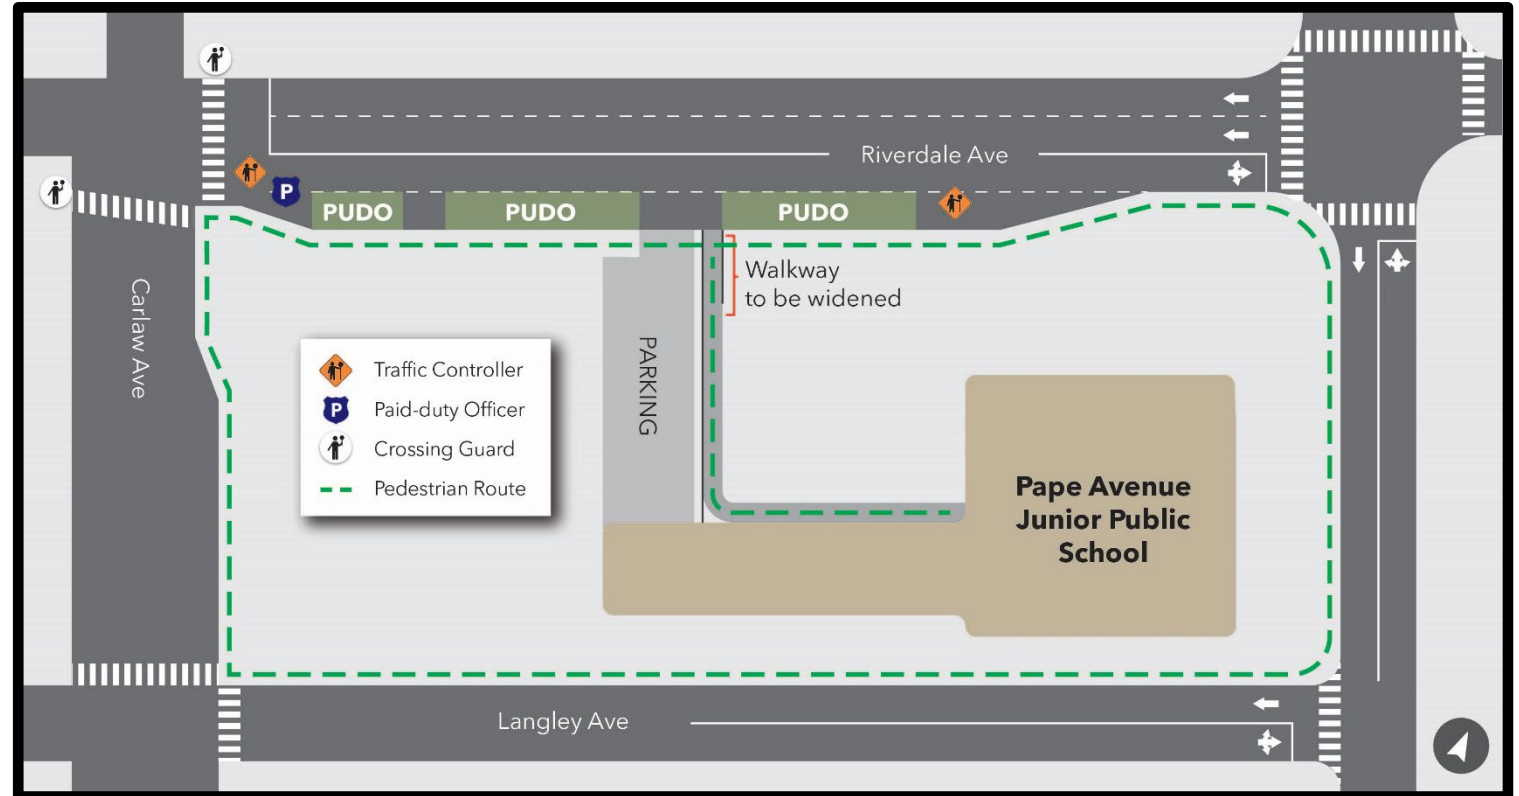 Riverdale Ave
P
PUDO
PUDO
PUDO
Walkway
to be widened
Carlaw Ave
PARKING
Traffic Controller
P
Paid-duty Officer
Crossing Guard
Pedestrian Route
Pape Avenue
Junior Public
School
Langley Ave